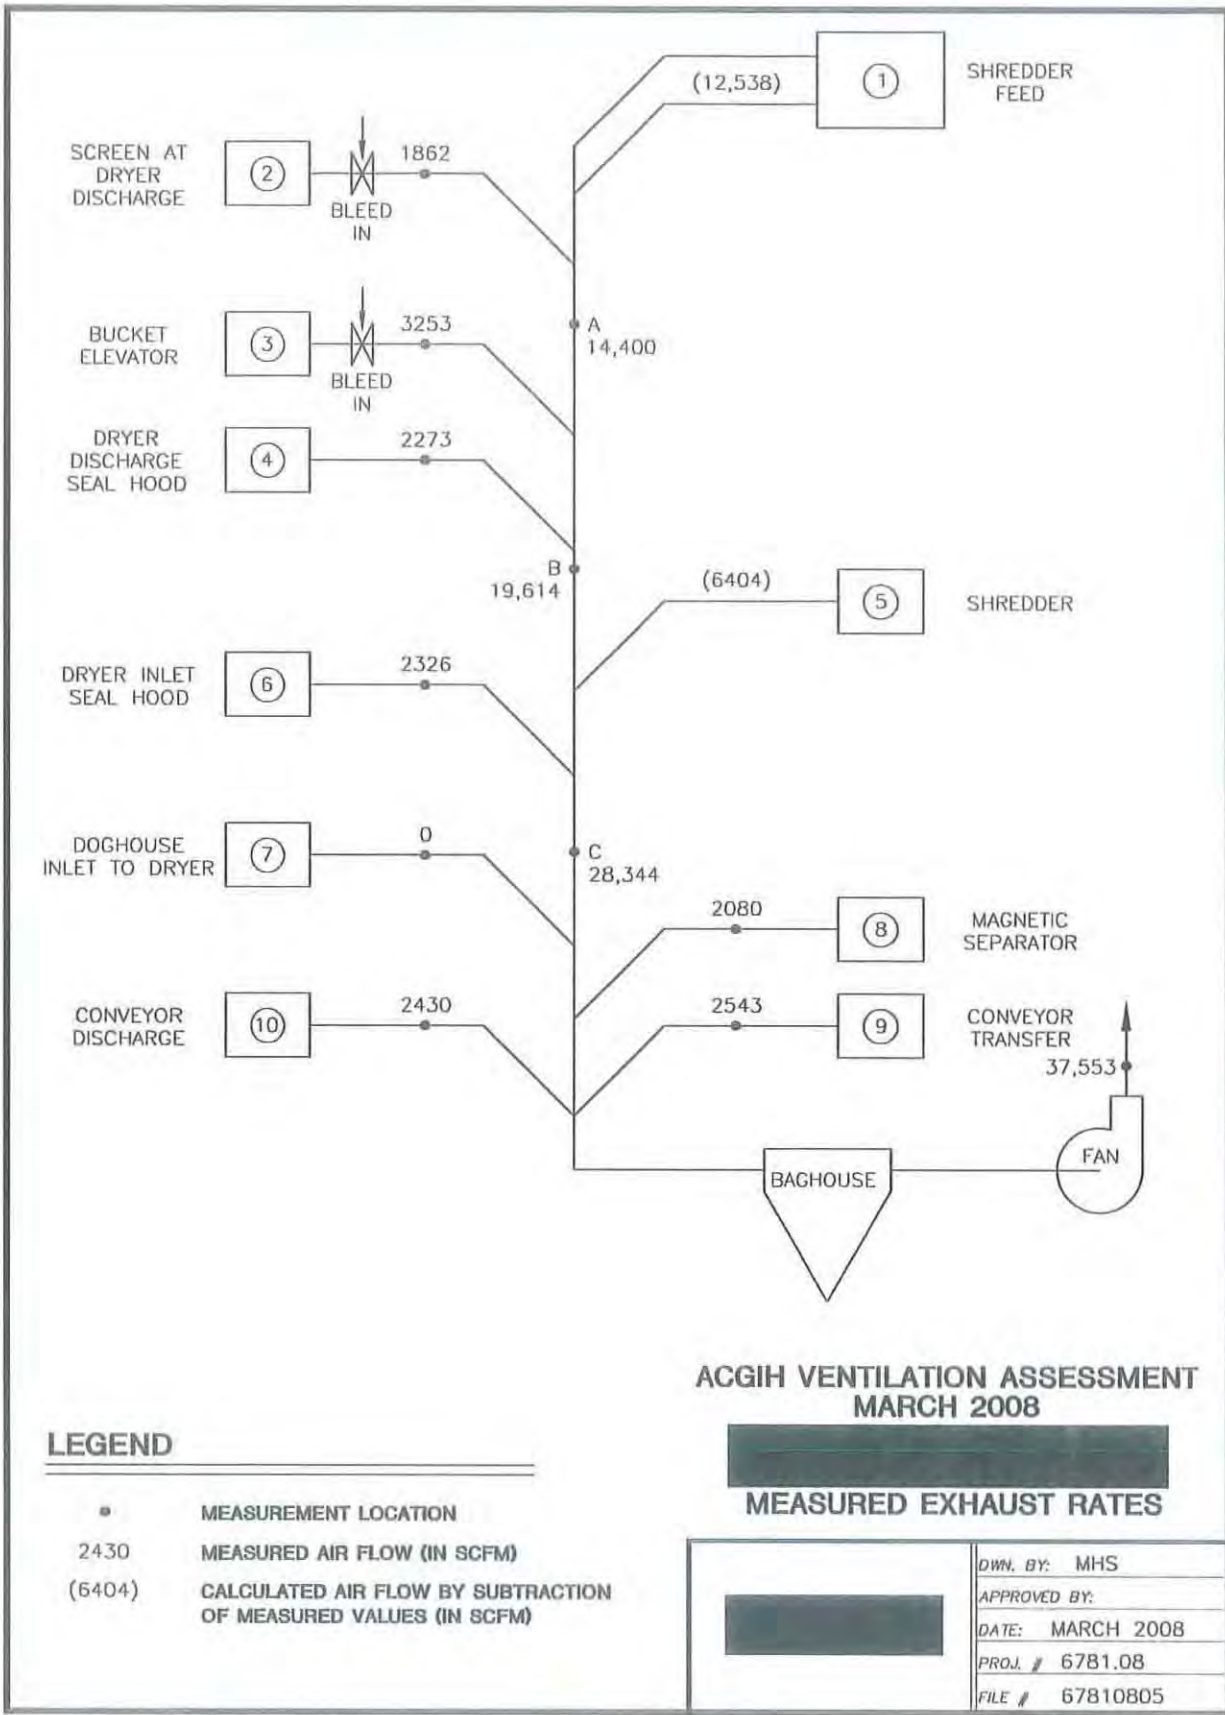 1
SHREDDER
FEED
(12,538)
SCREEN AT
DRYER
DISCHARGE
2
BLEED
IN
1862
A
14,400
BUCKET
ELEVATOR
3
BLEED
IN
3253
DRYER
DISCHARGE
SEAL HOOD
4
2273
B
19,614
(6404)
5
SHREDDER
DRYER INLET
SEAL HOOD
6
2326
DOGHOUSE
INLET TO DRYER
7
0
C
28,344
2080
8
MAGNETIC
SEPARATOR
CONVEYOR
DISCHARGE
10
2430
2543
9
CONVEYOR
TRANSFER
37,553
FAN
BAGHOUSE
ACGIH VENTILATION ASSESSMENT
MARCH 2008
MEASURED EXHAUST RATES
LEGEND
MEASUREMENT LOCATION
2430 MEASURED AIR FLOW (IN SCFM)
(6404) CALCULATED AIR FLOW BY SUBTRACTION
OF MEASURED VALUES (IN SCFM)
DWN. BY: MHS
APPROVED BY:
DATE: MARCH 2008
PROJ. # 6781.08
FILE # 67810805